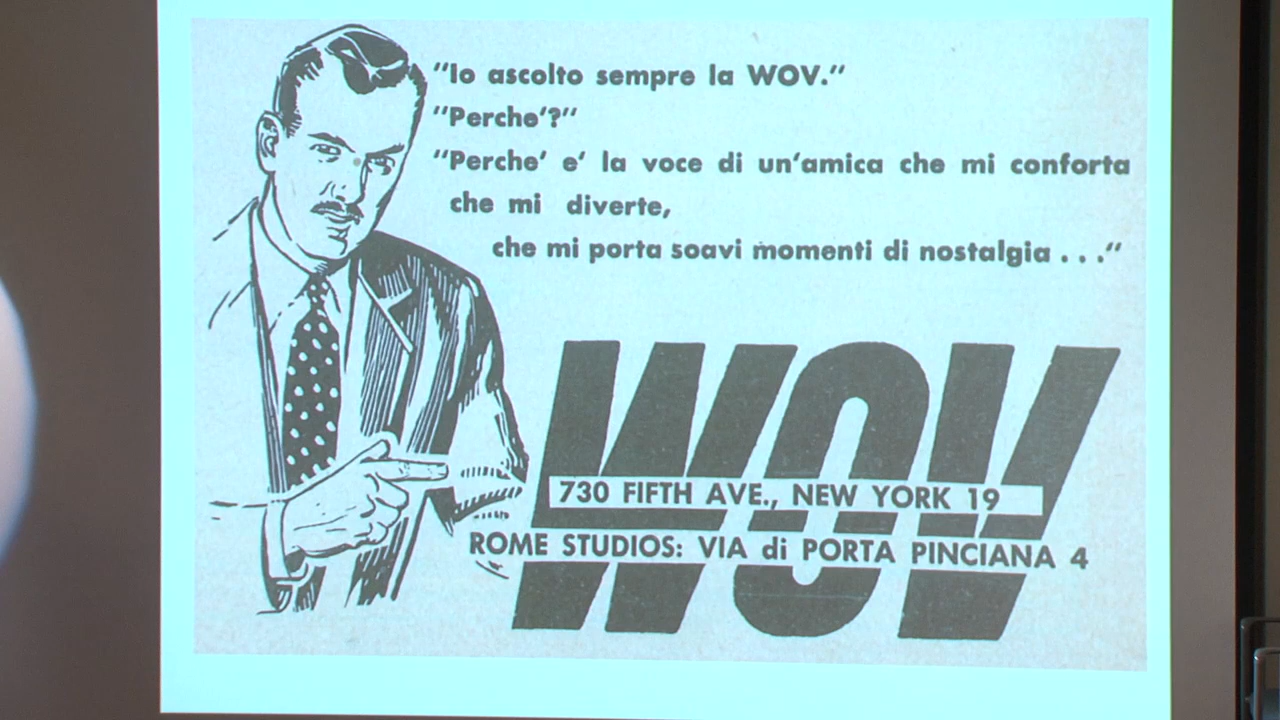 "Io ascolto sempre la WOV."
"Perche'?"
"Perche' e' la voce di un'amica che mi conforta
che mi diverte,
che mi porta soavi momenti di nostalgia . . ."
WOV
730 FIFTH AVE., NEW YORK 19
ROME STUDIOS: VIA di PORTA PINCIANA 4